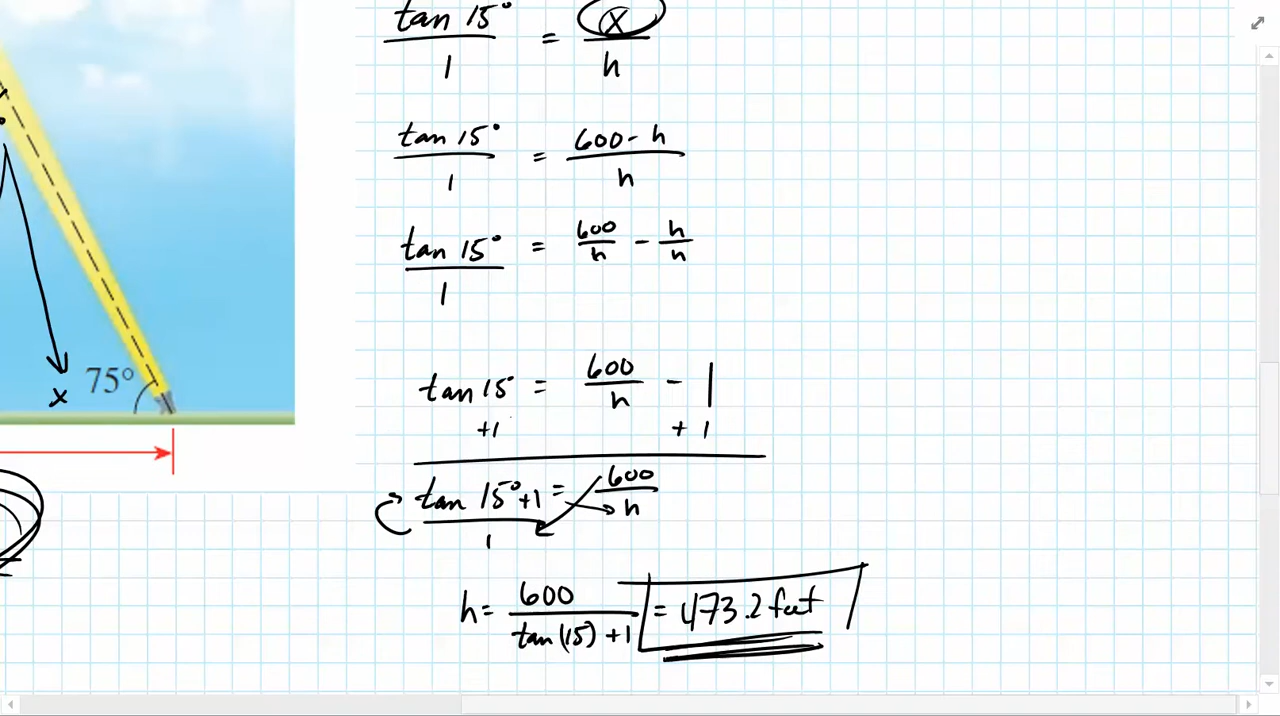 tan 15° / 1 = x / h
tan 15° / 1 = 600 - h / h
tan 15° / 1 = 600/h - h/h
tan 15° = 600/h - 1
+1 + 1
tan 15° +1 / 1 = 600 / h
h = 600 / tan(15) +1 = 473.2 feet
75°
x